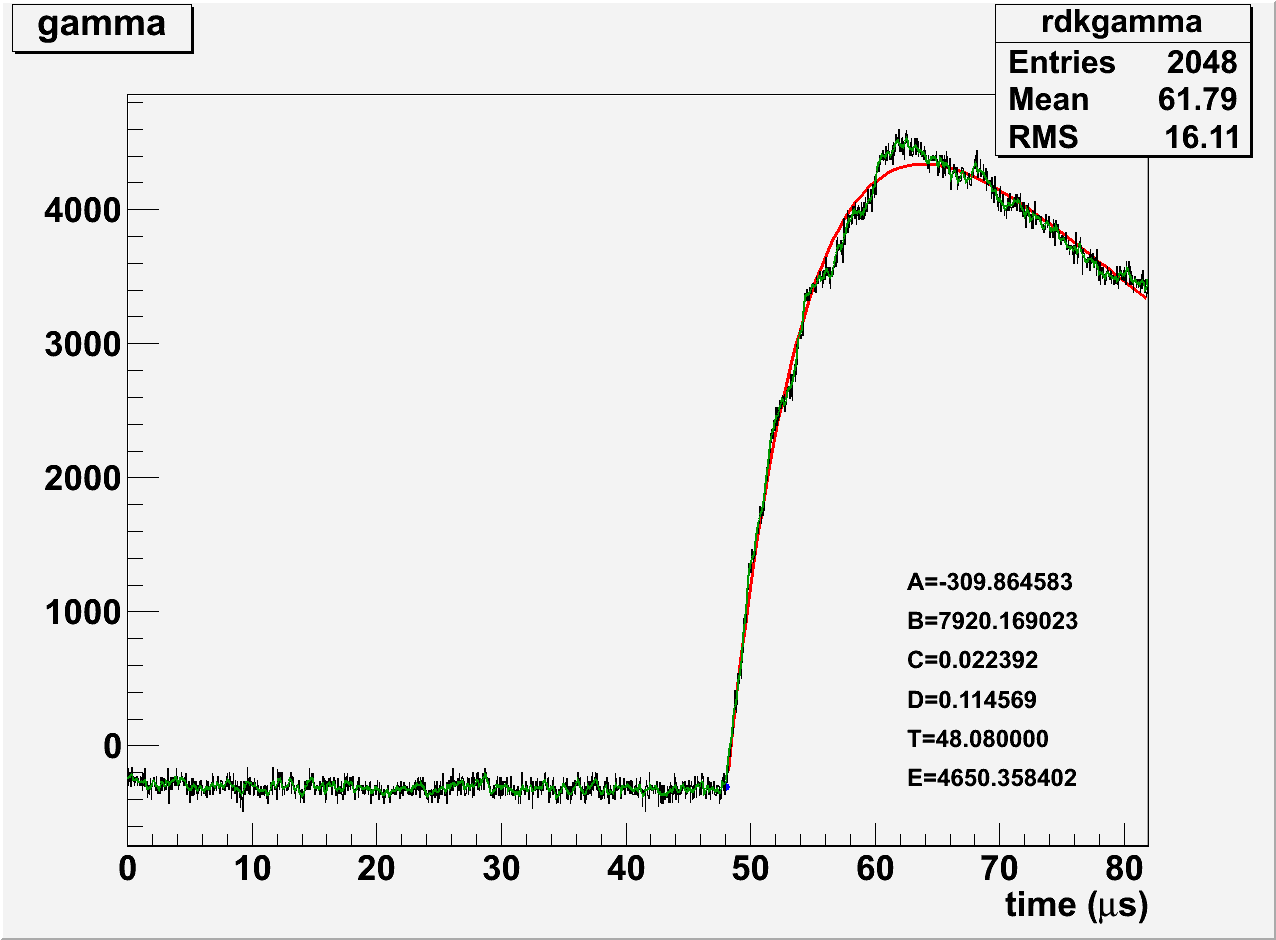 gamma
rdkgamma
Entries 2048
Mean 61.79
RMS 16.11
4000
3000
2000
1000
0
A=-309.864583
B=7920.169023
C=0.022392
D=0.114569
T=48.080000
E=4650.358402
0 10 20 30 40 50 60 70 80
time (μs)